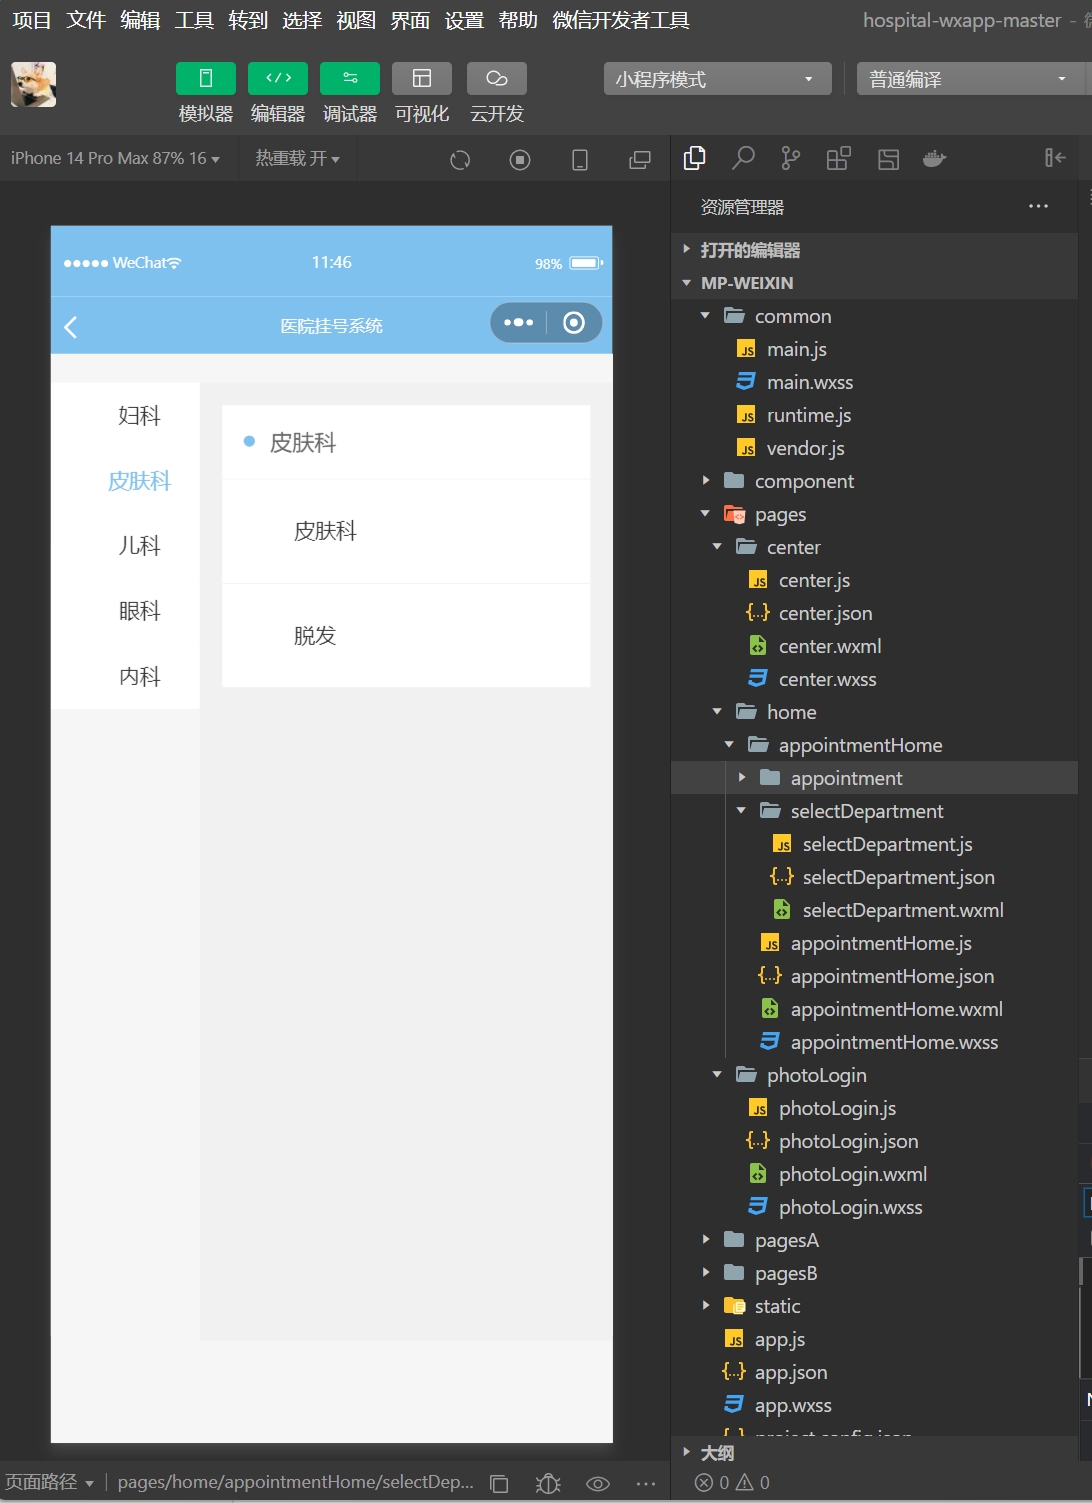 项目 文件 编辑 工具 转到 选择 视图 界面 设置 帮助 微信开发者工具
hospital-wxapp-master -
模拟器 编辑器 调试器 可视化 云开发
小程序模式
普通编译
iPhone 14 Pro Max 87% 16
热重载 开
WeChat
11:46
98%
医院挂号系统
妇科
皮肤科
儿科
眼科
内科
皮肤科
皮肤科
脱发
页面路径
pages/home/appointmentHome/selectDep...
资源管理器
打开的编辑器
MP-WEIXIN
common
main.js
main.wxss
runtime.js
vendor.js
component
pages
center
center.js
center.json
center.wxml
center.wxss
home
appointmentHome
appointment
selectDepartment
selectDepartment.js
selectDepartment.json
selectDepartment.wxml
appointmentHome.js
appointmentHome.json
appointmentHome.wxml
appointmentHome.wxss
photoLogin
photoLogin.js
photoLogin.json
photoLogin.wxml
photoLogin.wxss
pagesA
pagesB
static
app.js
app.json
app.wxss
project.config.json
大纲
0 0